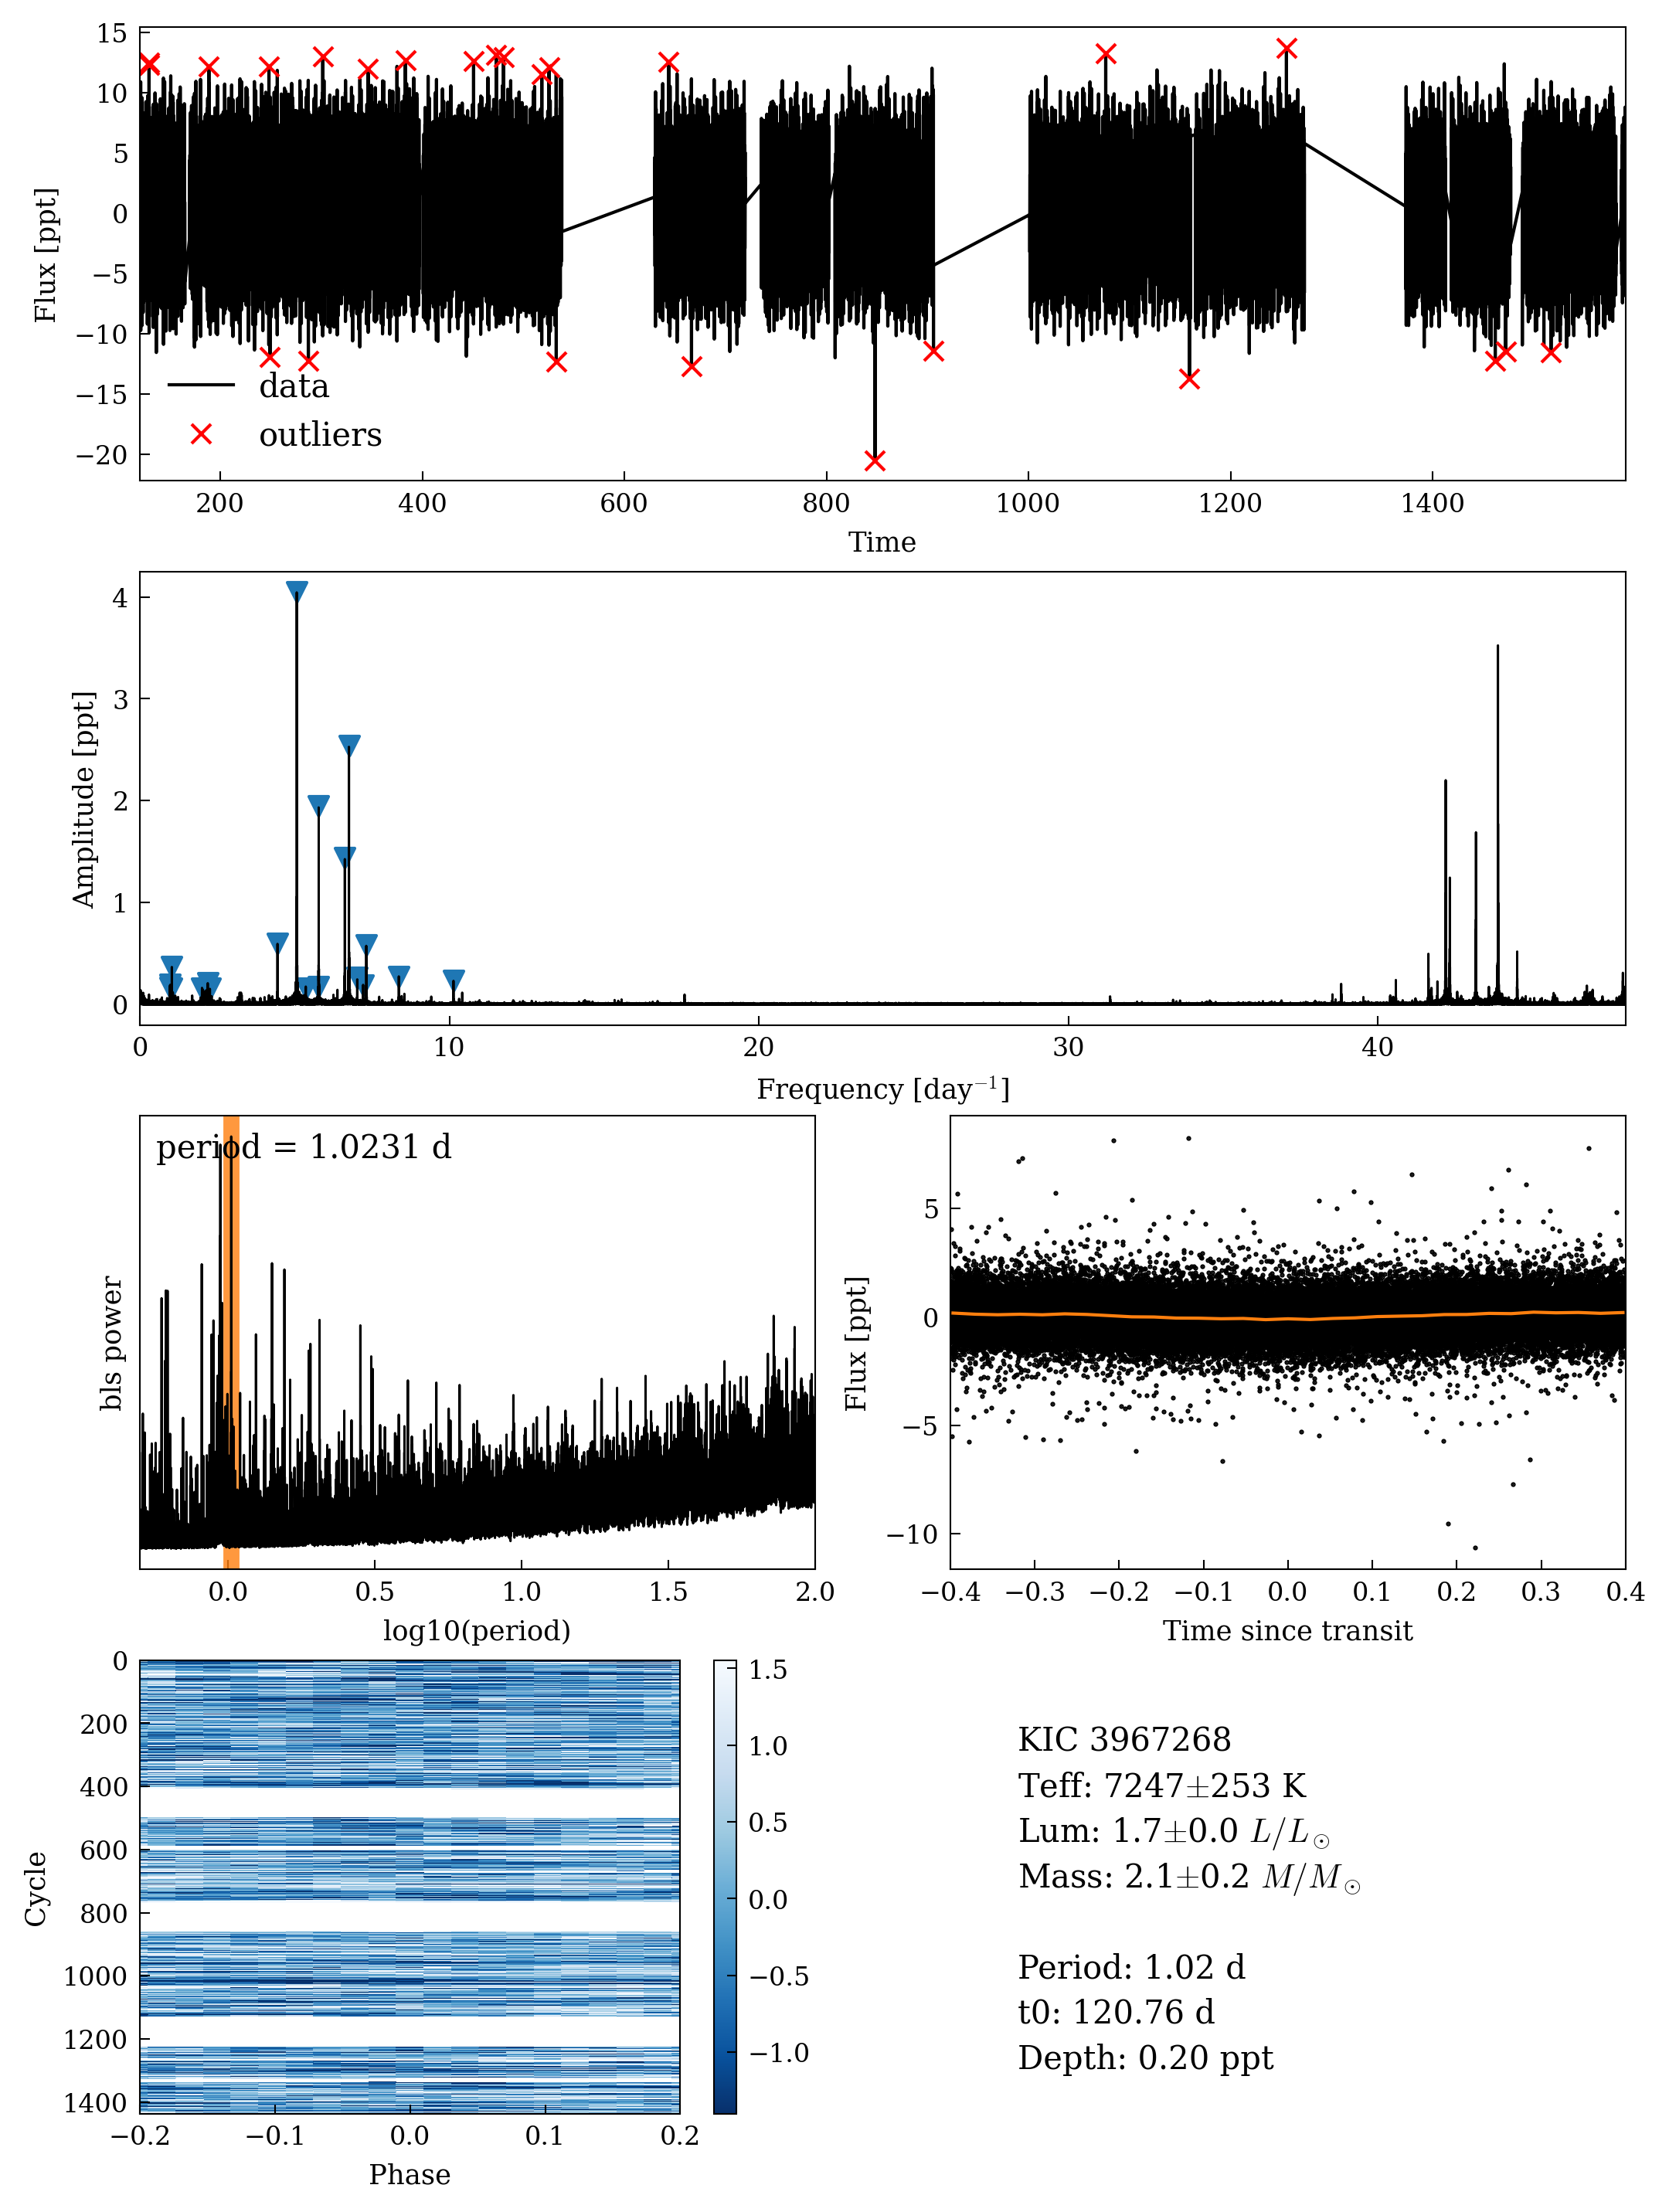 15
10
5
0
−5
−10
−15
−20
Flux [ppt]
data
outliers
200 400 600 800 1000 1200 1400
Time
4
3
2
1
0
Amplitude [ppt]
0 10 20 30 40
Frequency [day⁻¹]
period = 1.0231 d
bls power
0.0 0.5 1.0 1.5 2.0
log10(period)
5
0
−5
−10
Flux [ppt]
−0.4 −0.3 −0.2 −0.1 0.0 0.1 0.2 0.3 0.4
Time since transit
0
200
400
600
800
1000
1200
1400
Cycle
−0.2 −0.1 0.0 0.1 0.2
Phase
1.5
1.0
0.5
0.0
−0.5
−1.0
KIC 3967268
Teff: 7247±253 K
Lum: 1.7±0.0 L/L⊙
Mass: 2.1±0.2 M/M⊙
Period: 1.02 d
t0: 120.76 d
Depth: 0.20 ppt